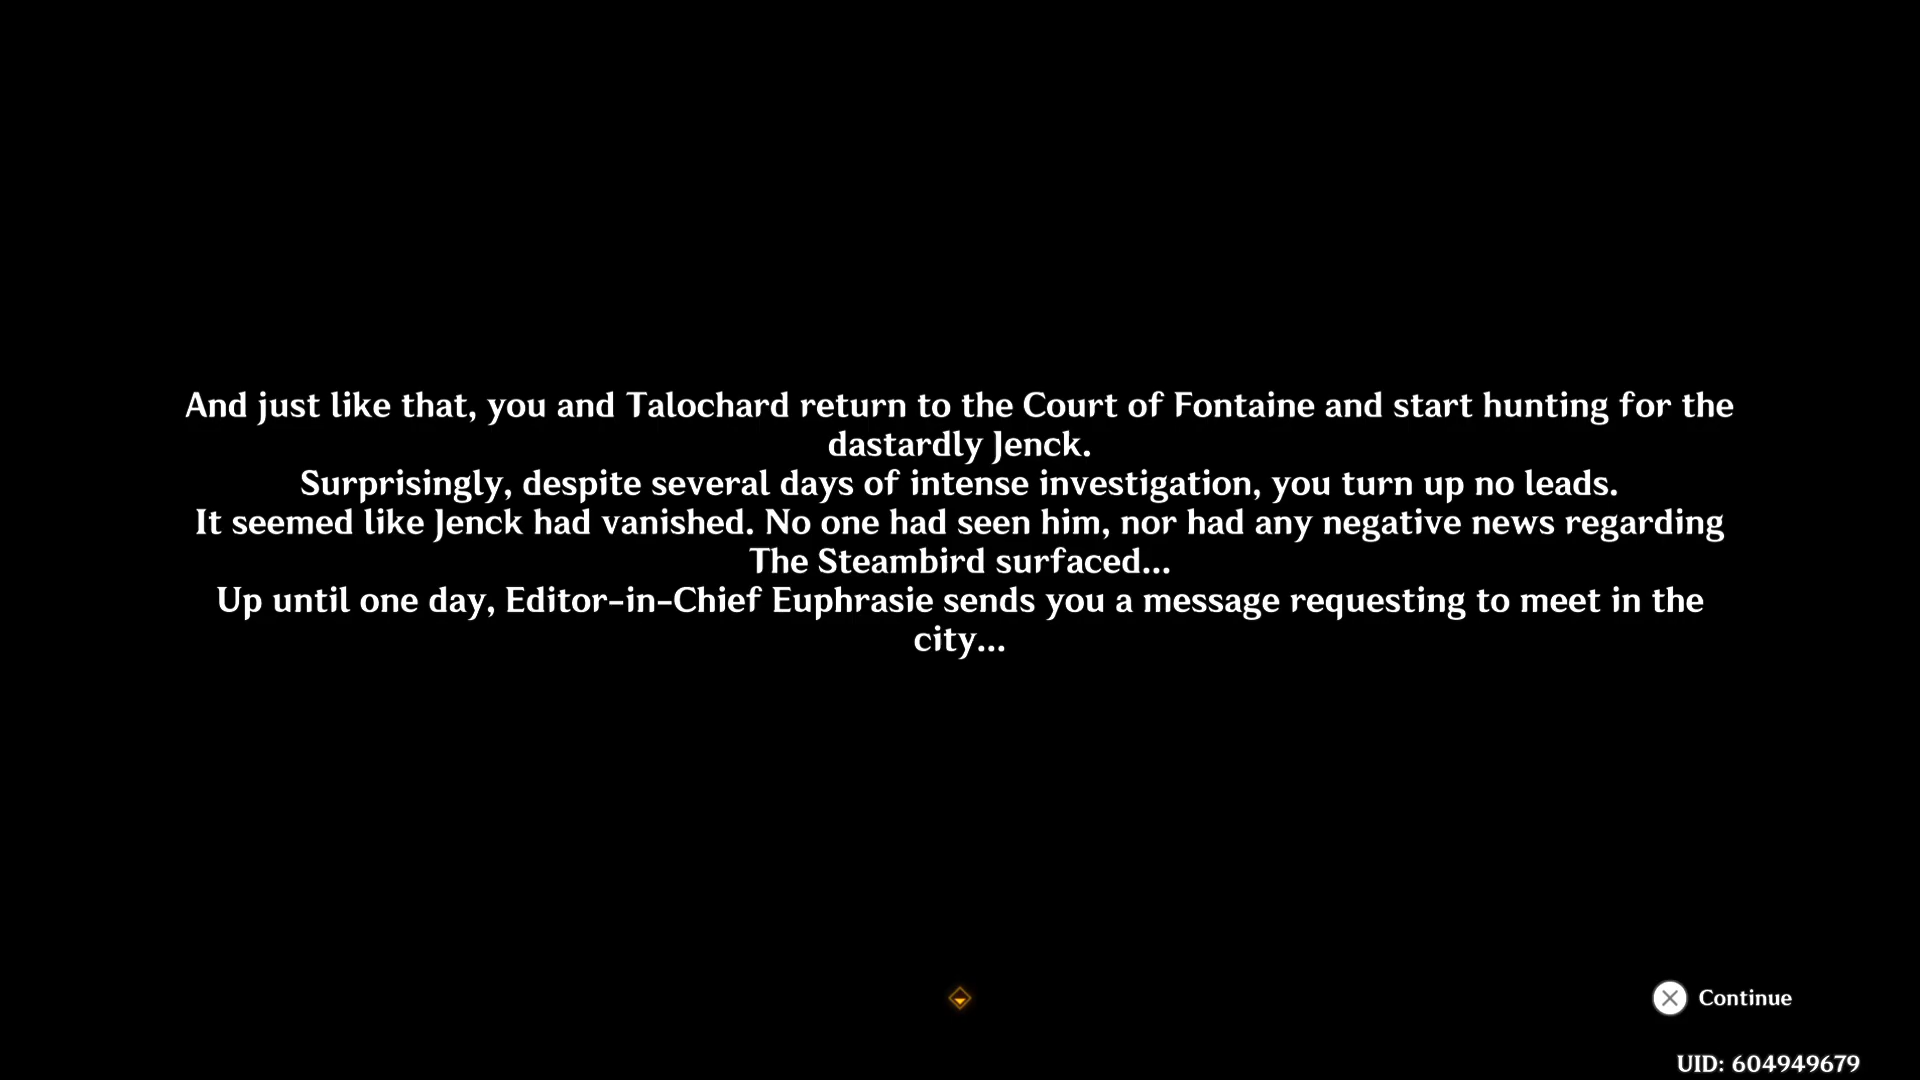 And just like that, you and Talochard return to the Court of Fontaine and start hunting for the
dastardly Jenck.
Surprisingly, despite several days of intense investigation, you turn up no leads.
It seemed like Jenck had vanished. No one had seen him, nor had any negative news regarding
The Steambird surfaced...
Up until one day, Editor-in-Chief Euphrasie sends you a message requesting to meet in the
city...
Continue
UID: 604949679